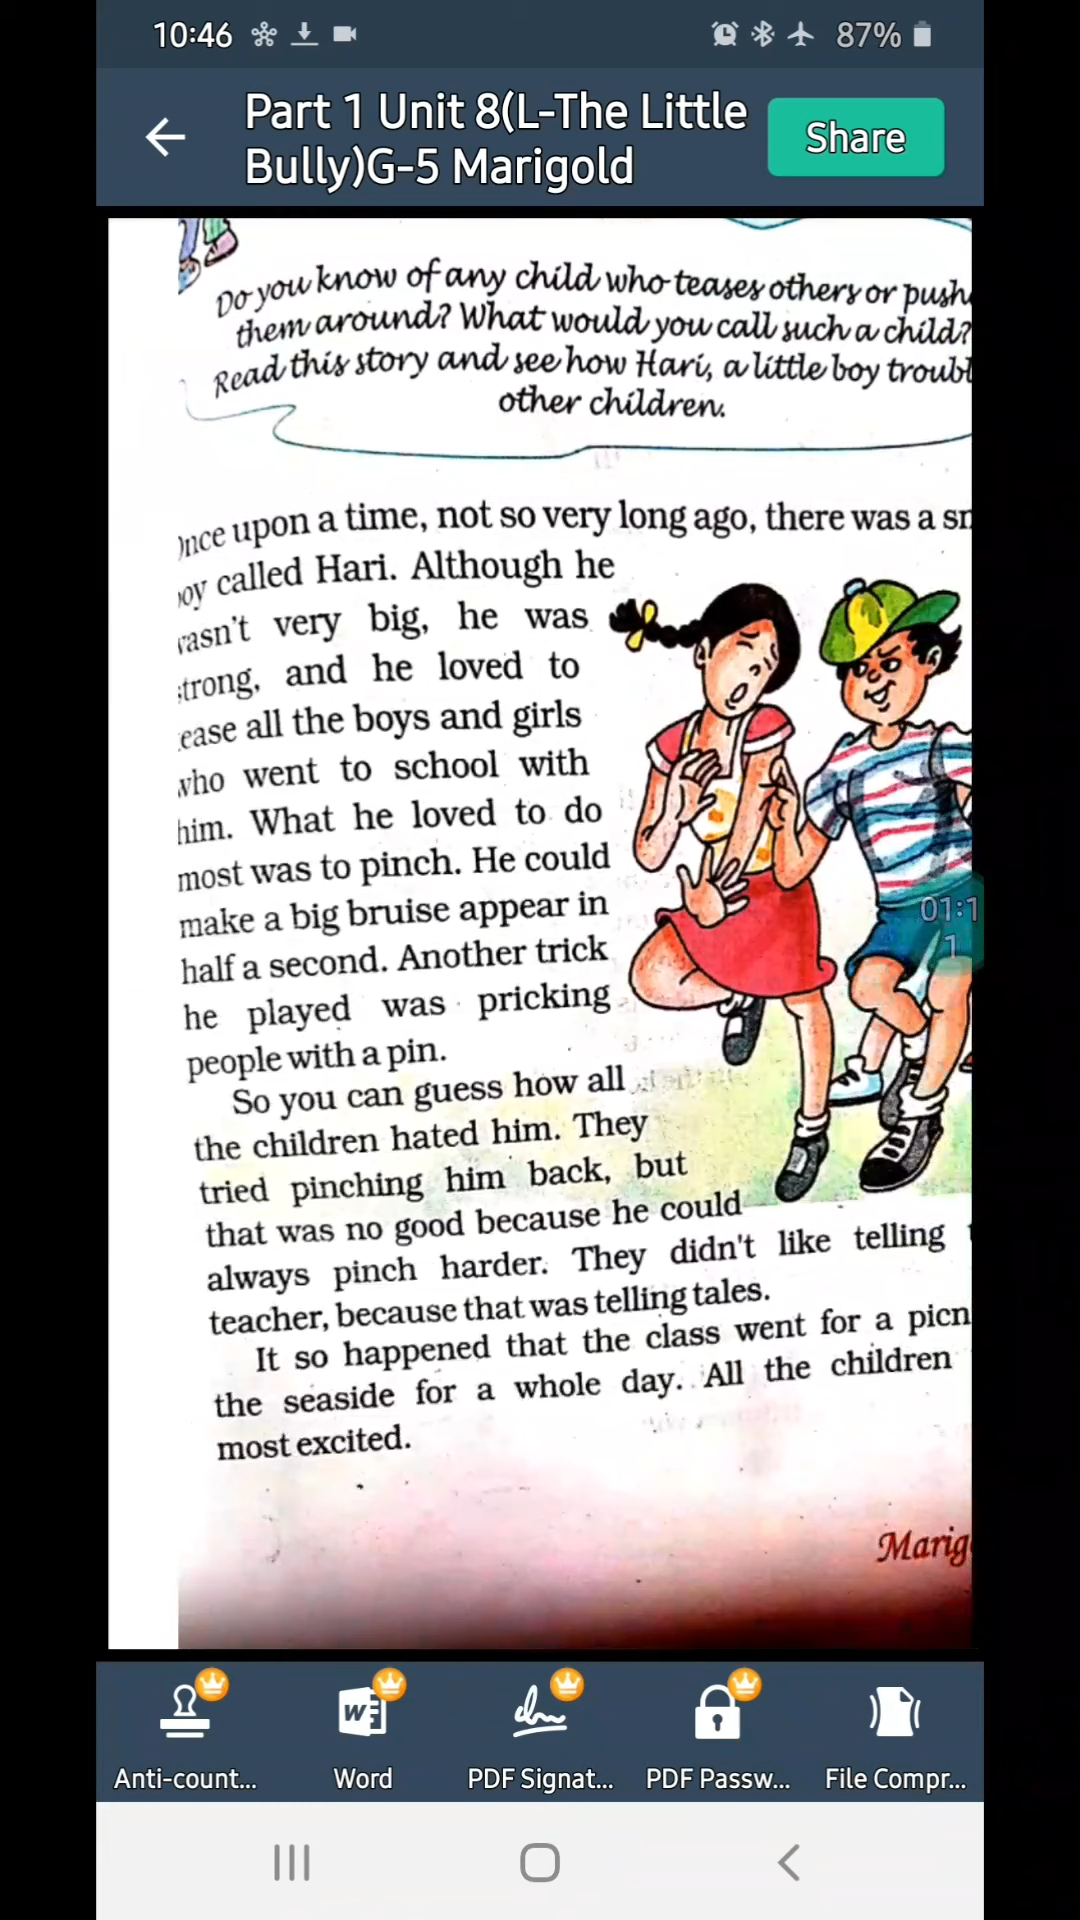 10:46 87%
Part 1 Unit 8(L-The Little
Bully)G-5 Marigold
Share
Do you know of any child who teases others or push
them around? What would you call such a child?
Read this story and see how Hari, a little boy troubl
other children.
nce upon a time, not so very long ago, there was a sm
oy called Hari. Although he
asn't very big, he was
trong, and he loved to
ease all the boys and girls
who went to school with
him. What he loved to do
most was to pinch. He could
make a big bruise appear in
half a second. Another trick
he played was pricking
people with a pin.
01:1
1
So you can guess how all
the children hated him. They
tried pinching him back, but
that was no good because he could
always pinch harder. They didn't like telling
teacher, because that was telling tales.
It so happened that the class went for a picn
the seaside for a whole day. All the children
most excited.
Marig
Anti-count... Word PDF Signat... PDF Passw... File Compr...